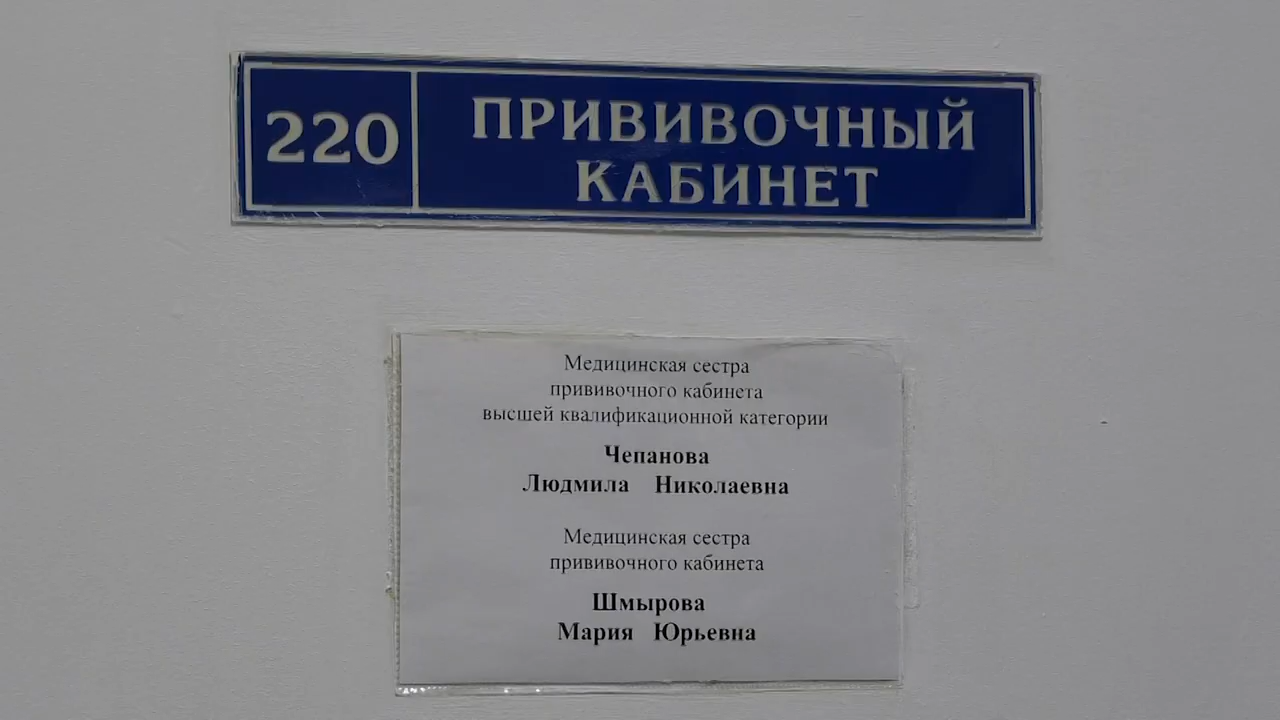 220
ПРИВИВОЧНЫЙ
КАБИНЕТ
Медицинская сестра
прививочного кабинета
высшей квалификационной категории
Чепанова
Людмила Николаевна
Медицинская сестра
прививочного кабинета
Шмырова
Мария Юрьевна